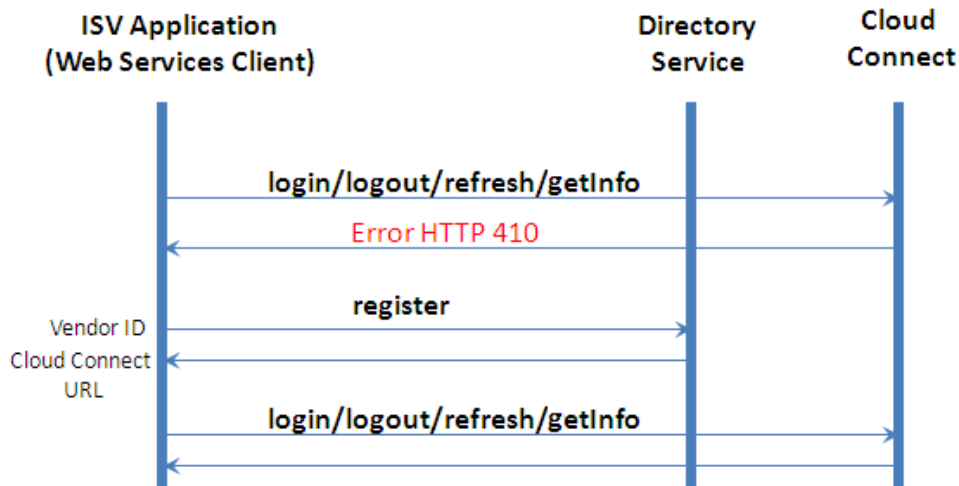 ISV Application
(Web Services Client)
Directory
Service
Cloud
Connect
login/logout/refresh/getInfo
Error HTTP 410
register
Vendor ID
Cloud Connect
URL
login/logout/refresh/getInfo